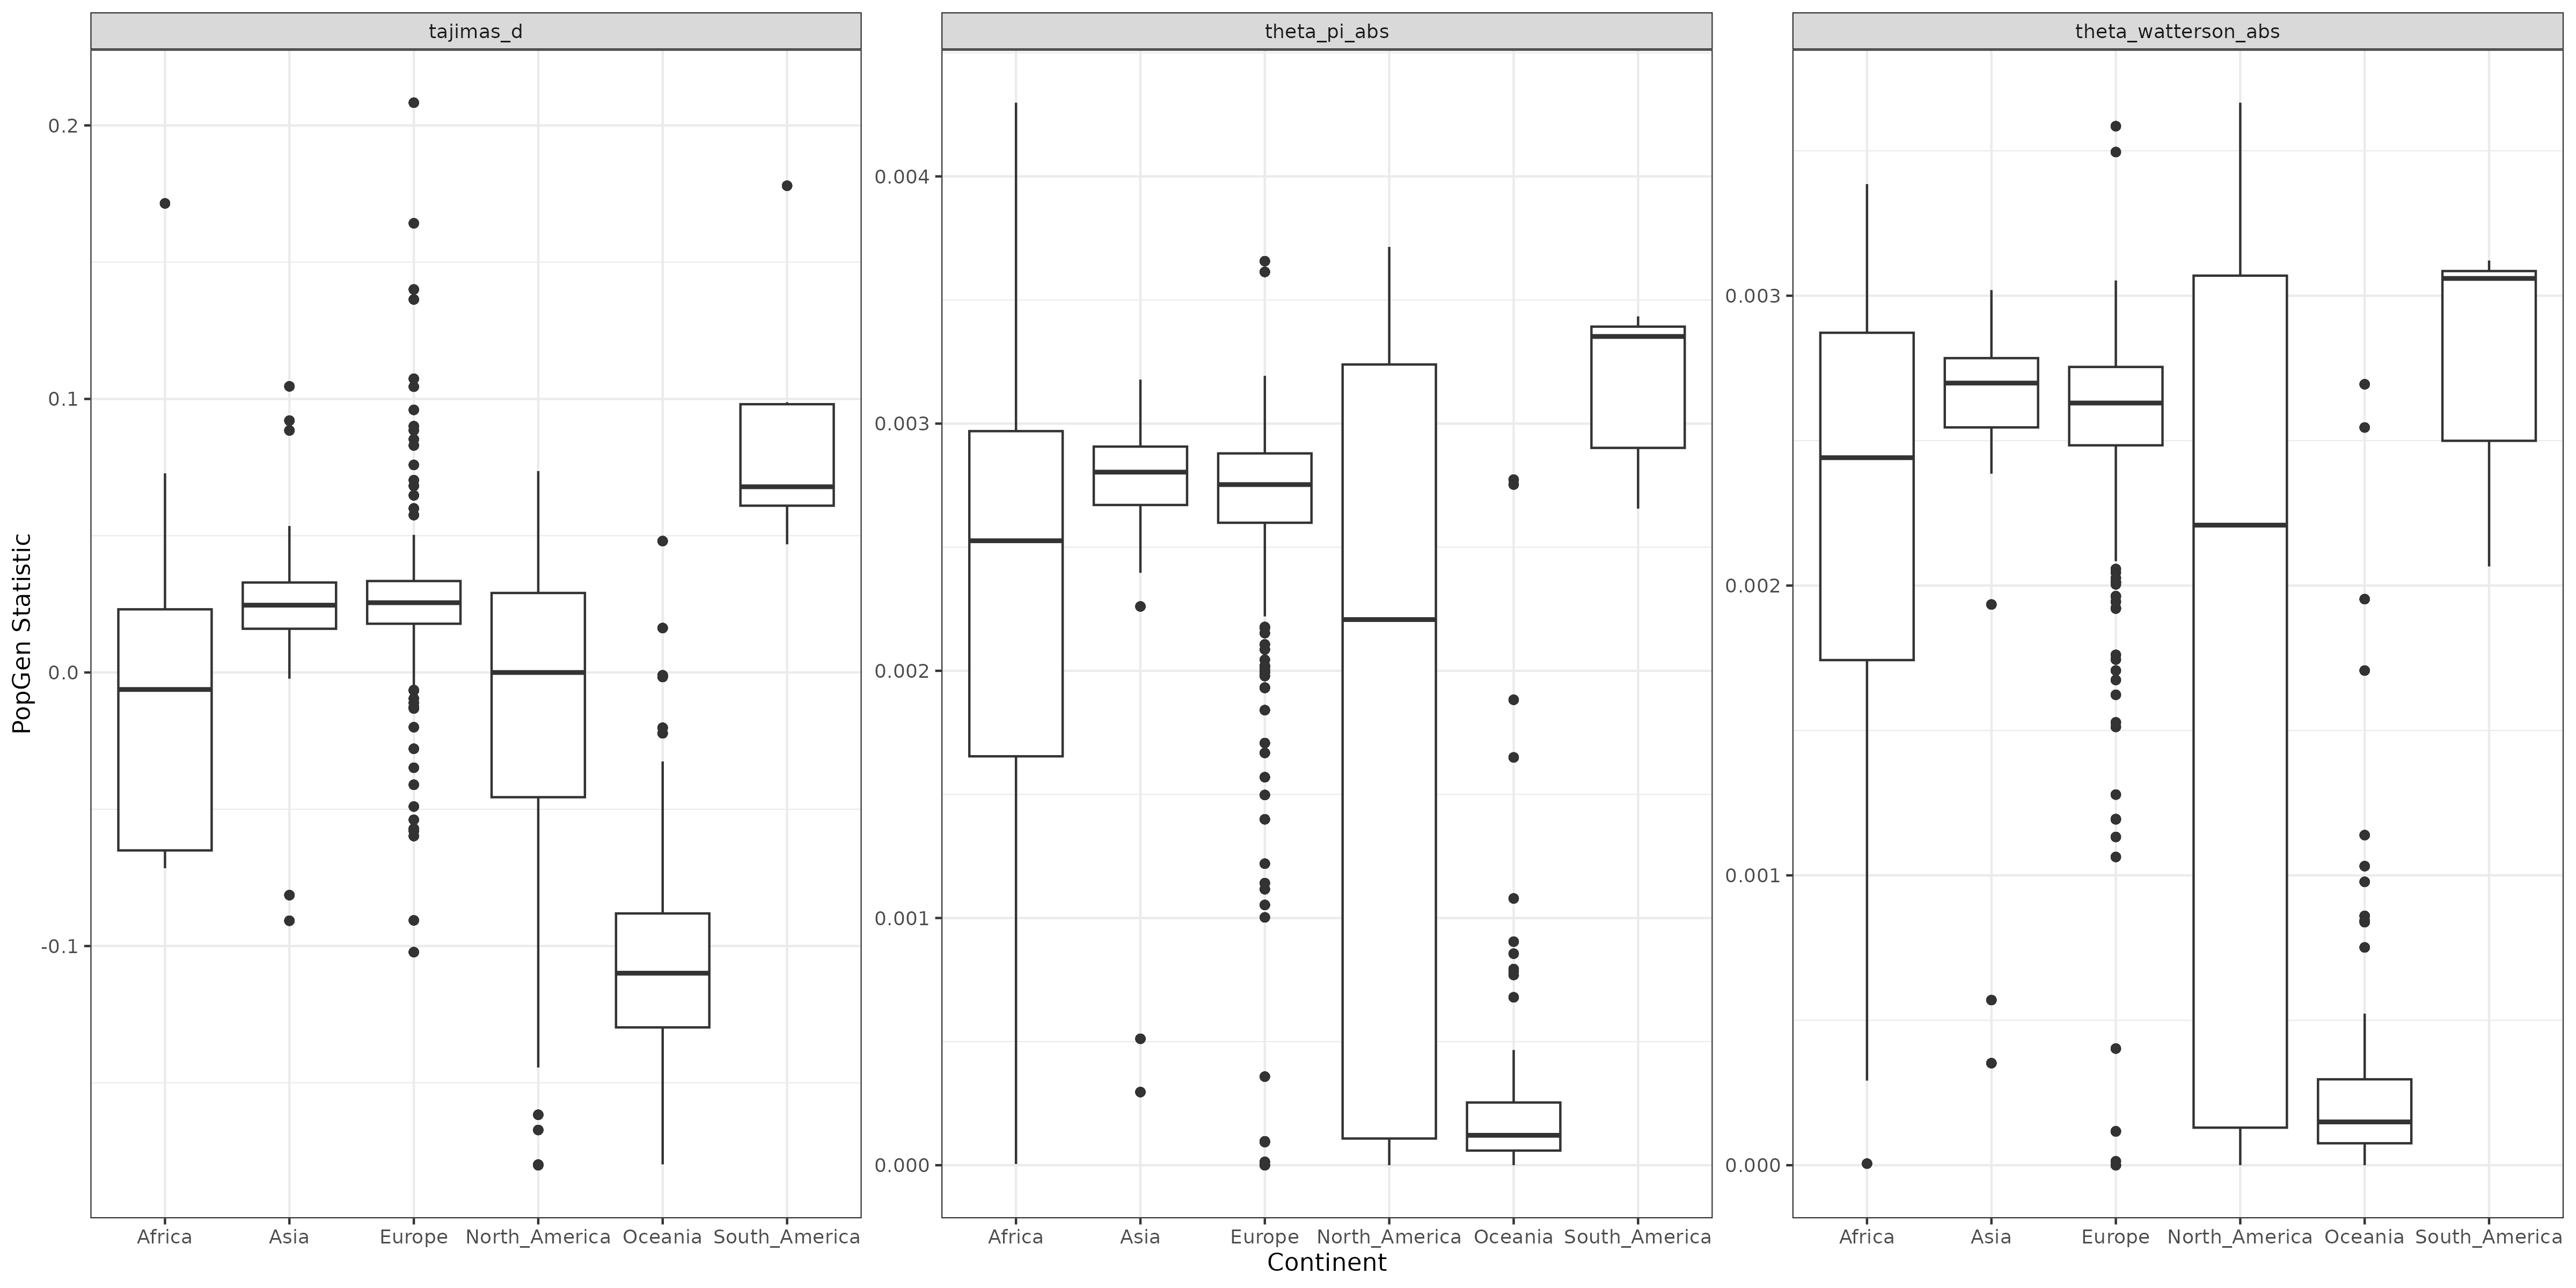 tajimas_d
theta_pi_abs
theta_watterson_abs
PopGen Statistic
0.2
0.1
0.0
-0.1
0.004
0.003
0.002
0.001
0.000
0.003
0.002
0.001
0.000
Africa Asia Europe North_America Oceania South_America
Africa Asia Europe North_America Oceania South_America
Africa Asia Europe North_America Oceania South_America
Continent